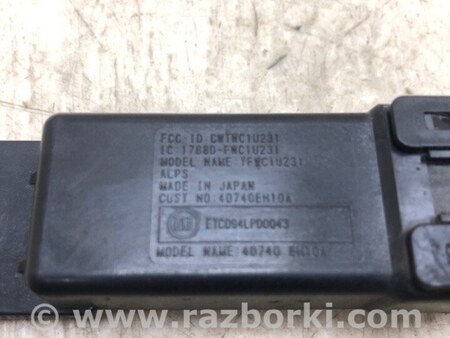 FCC ID CWTWC1U231
IC:1788D-FWC1U231
MODEL NAME TFWC1U231
ALPS
MADE IN JAPAN
CUST NO.40740EH10A
ETC094LPD0043
MODEL NAME 40740 EH10A
www.razborki.com